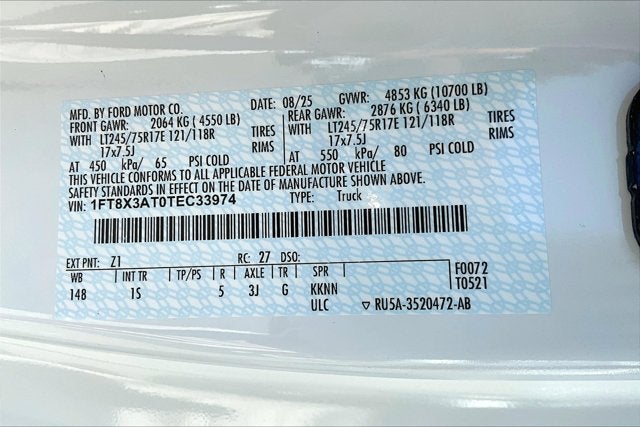 MFD. BY FORD MOTOR CO. DATE: 08/25 GVWR: 4853 KG (10700 LB)
FRONT GAWR: 2064 KG (4550 LB) REAR GAWR: 2876 KG (6340 LB)
WITH LT245/75R17E 121/118R TIRES WITH LT245/75R17E 121/118R TIRES
17x7.5J RIMS 17x7.5J RIMS
AT 450 kPa/ 65 PSI COLD AT 550 kPa/ 80 PSI COLD
THIS VEHICLE CONFORMS TO ALL APPLICABLE FEDERAL MOTOR VEHICLE
SAFETY STANDARDS IN EFFECT ON THE DATE OF MANUFACTURE SHOWN ABOVE.
VIN: 1FT8X3AT0TEC33974 TYPE: Truck
EXT PNT: Z1 RC: 27 DSO:
WB INT TR TP/PS R AXLE TR SPR F0072
148 1S 5 3J G KKNN T0521
ULC ▽ RU5A-3520472-AB